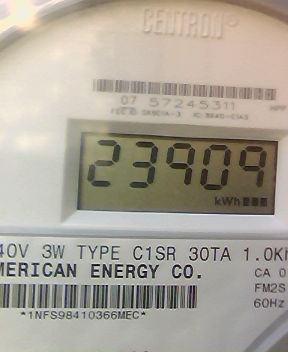 CENTRON®
07 57245311
23909
kWh
40V 3W TYPE C1SR 30TA 1.0Kh
MERICAN ENERGY CO.
CA 0
FM2S
60Hz
*1NFS98410366MEC*